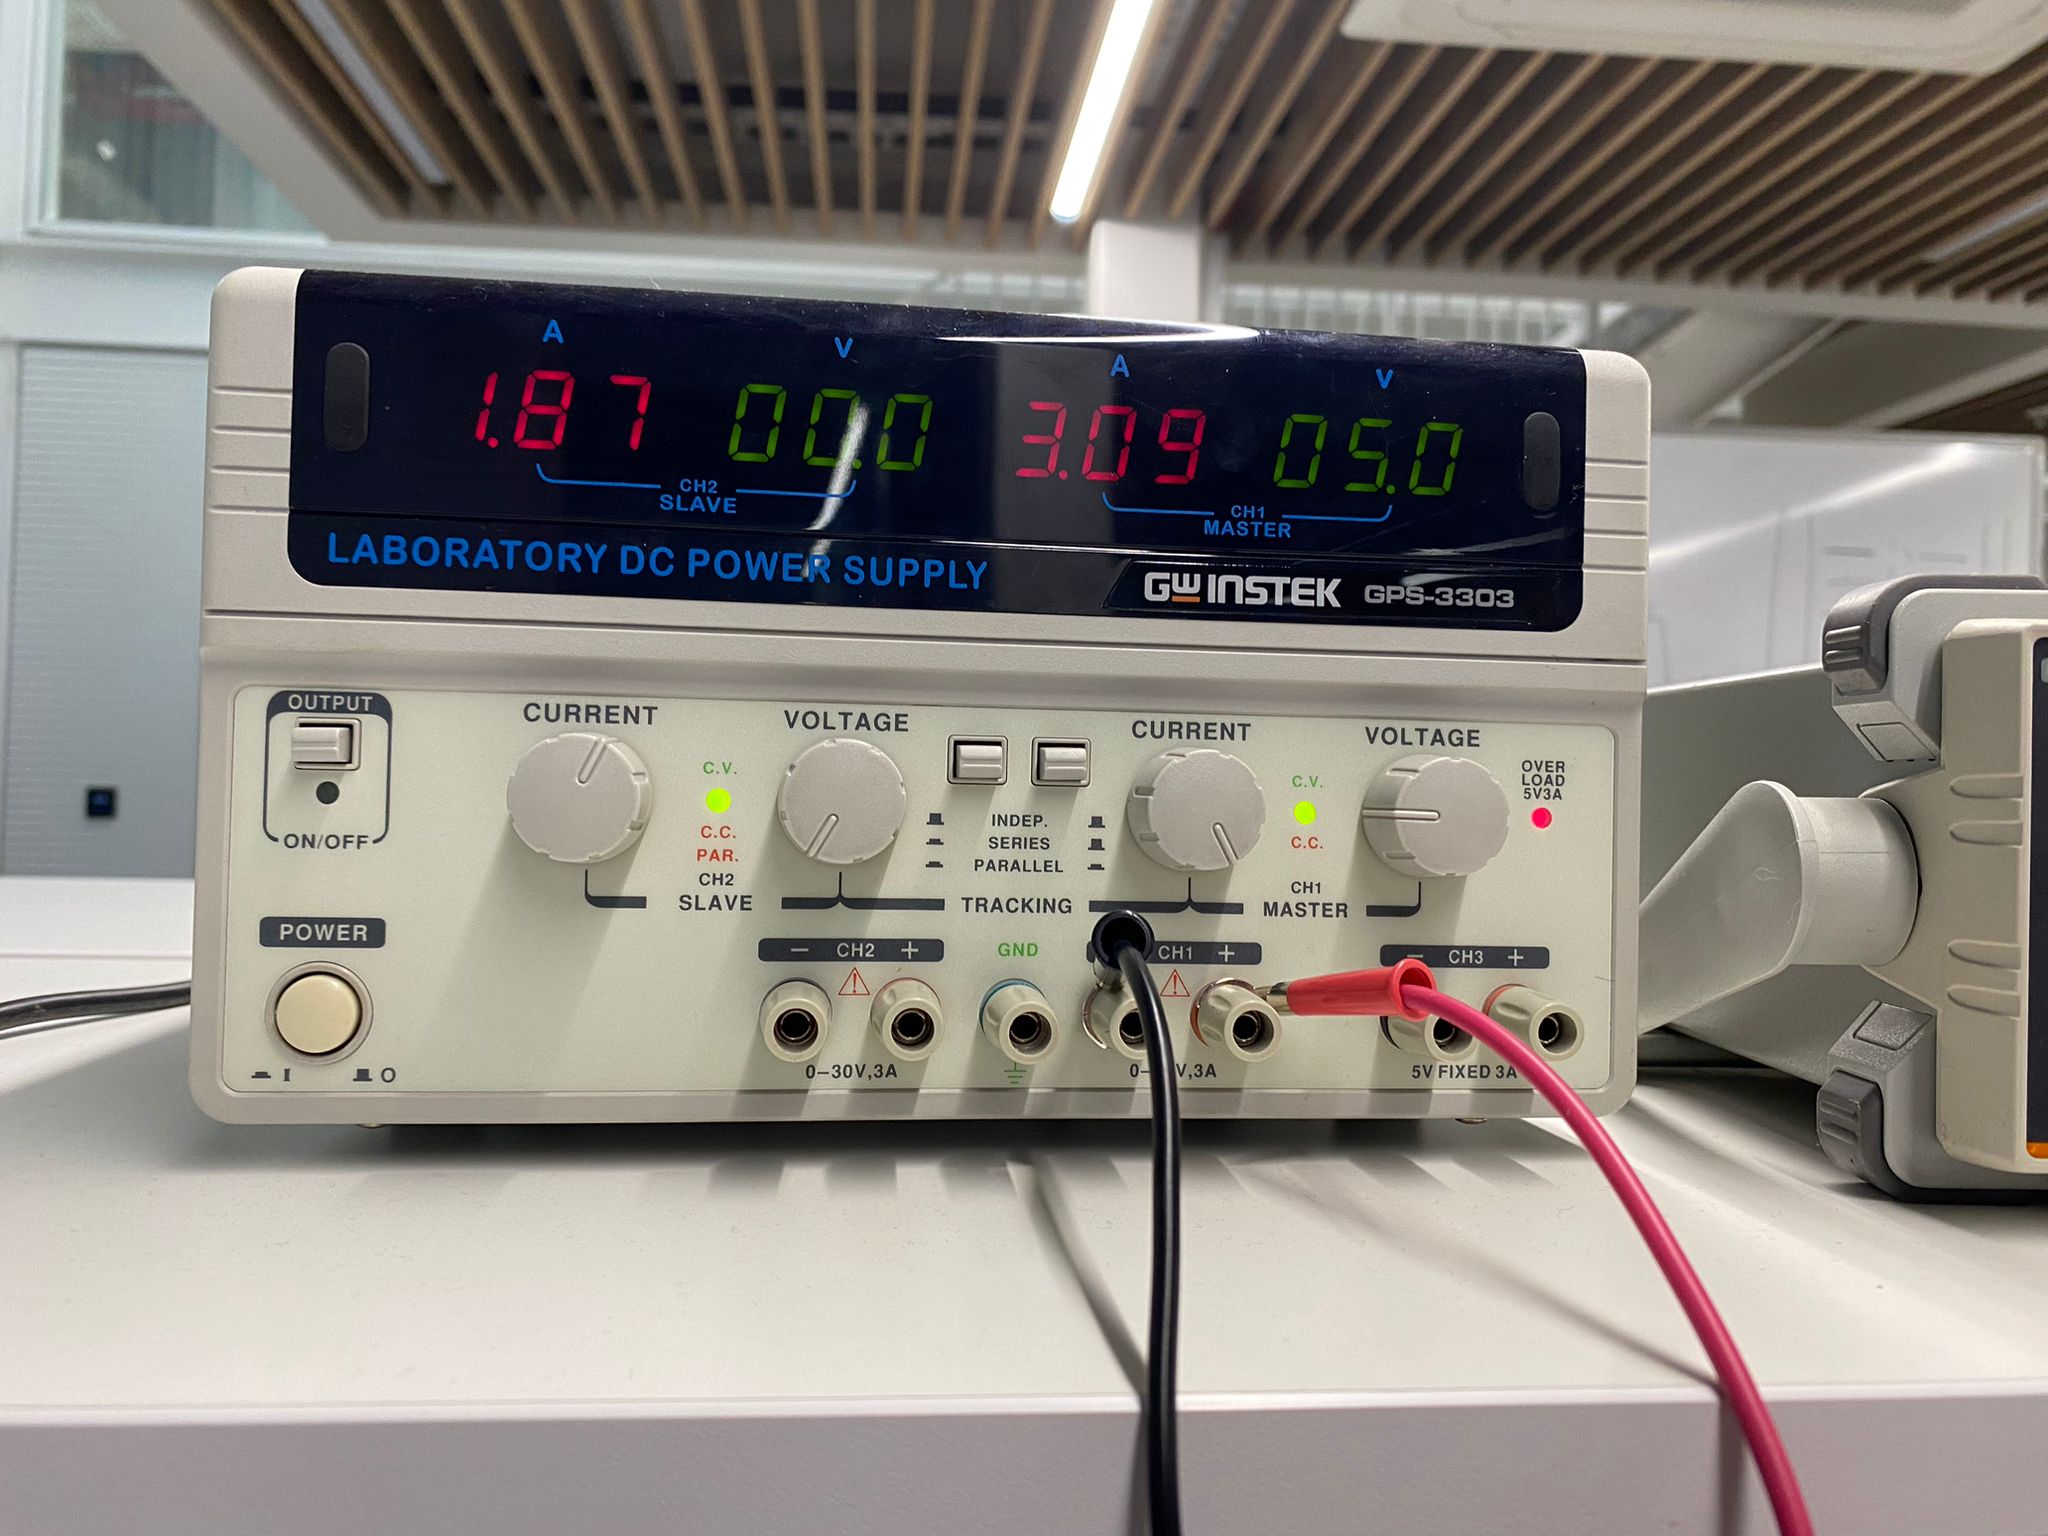 A V A V
1.87 00.0 3.09 05.0
CH2
SLAVE
CH1
MASTER
LABORATORY DC POWER SUPPLY
GWINSTEK GPS-3303
OUTPUT
ON/OFF
CURRENT
VOLTAGE
CURRENT
VOLTAGE
C.V.
C.C.
PAR.
CH2
SLAVE
INDEP.
SERIES
PARALLEL
TRACKING
C.V.
C.C.
CH1
MASTER
OVER
LOAD
5V3A
POWER
I O
- CH2 +
GND
CH1 +
- CH3 +
0-30V,3A
0- V,3A
5V FIXED 3A